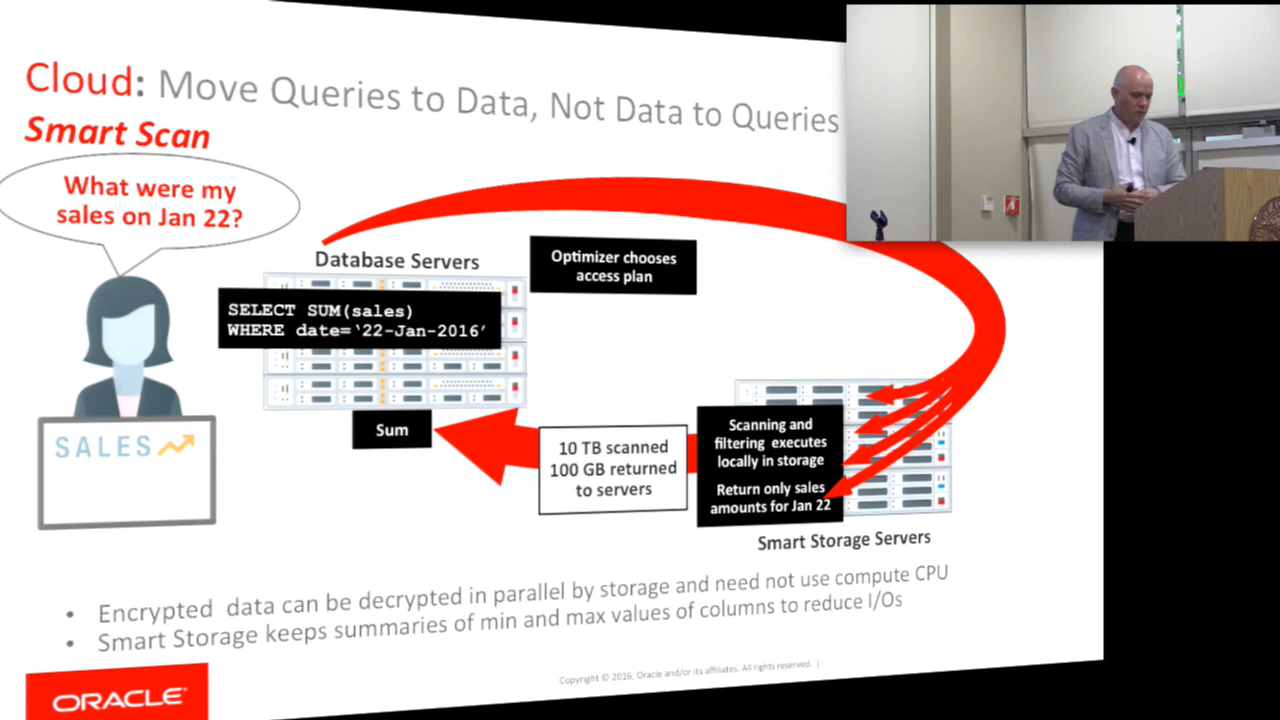 Cloud: Move Queries to Data, Not Data to Queries
Smart Scan
What were my
sales on Jan 22?
Database Servers
Optimizer chooses
access plan
SELECT SUM(sales)
WHERE date=‘22-Jan-2016’
Sum
10 TB scanned
100 GB returned
to servers
Scanning and
filtering executes
locally in storage
Return only sales
amounts for Jan 22
Smart Storage Servers
SALES
• Encrypted data can be decrypted in parallel by storage and need not use compute CPU
• Smart Storage keeps summaries of min and max values of columns to reduce I/Os
ORACLE
Copyright © 2016, Oracle and/or its affiliates. All rights reserved. |